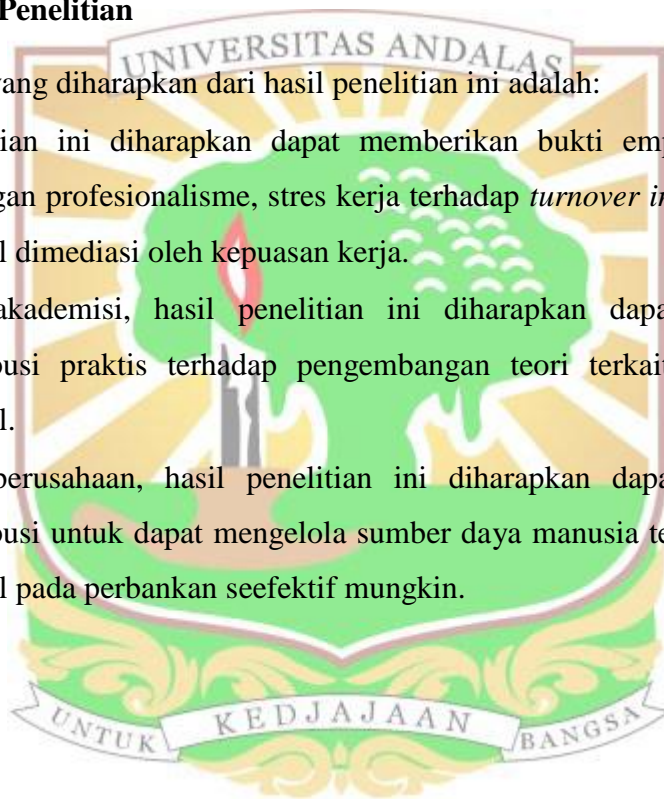 Penelitian
UNIVERSITAS ANDALAS
yang diharapkan dari hasil penelitian ini adalah:
ian ini diharapkan dapat memberikan bukti emp
gan profesionalisme, stres kerja terhadap turnover in
l dimediasi oleh kepuasan kerja.
akademisi, hasil penelitian ini diharapkan dapa
busi praktis terhadap pengembangan teori terkait
l.
perusahaan, hasil penelitian ini diharapkan dapa
busi untuk dapat mengelola sumber daya manusia te
l pada perbankan seefektif mungkin.
UNTUK KEDJAJAAN BANGSA